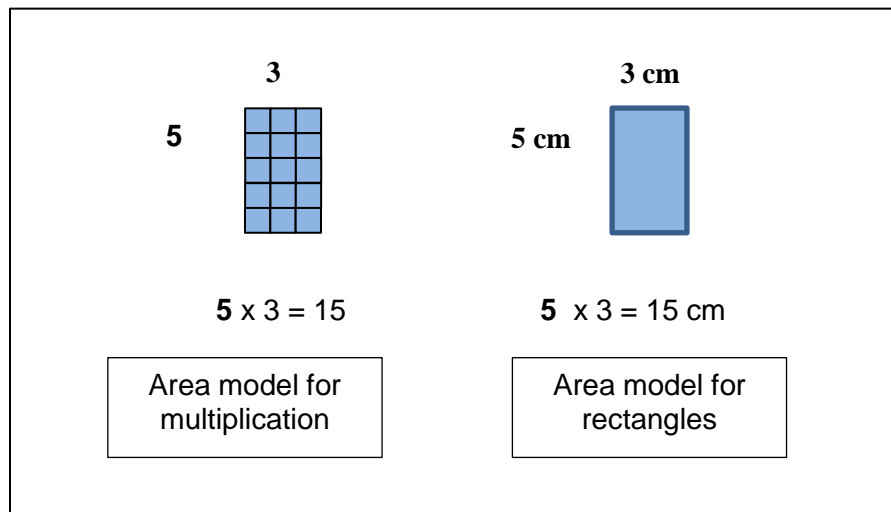 3
5
5 x 3 = 15
Area model for
multiplication
3 cm
5 cm
5 x 3 = 15 cm
Area model for
rectangles